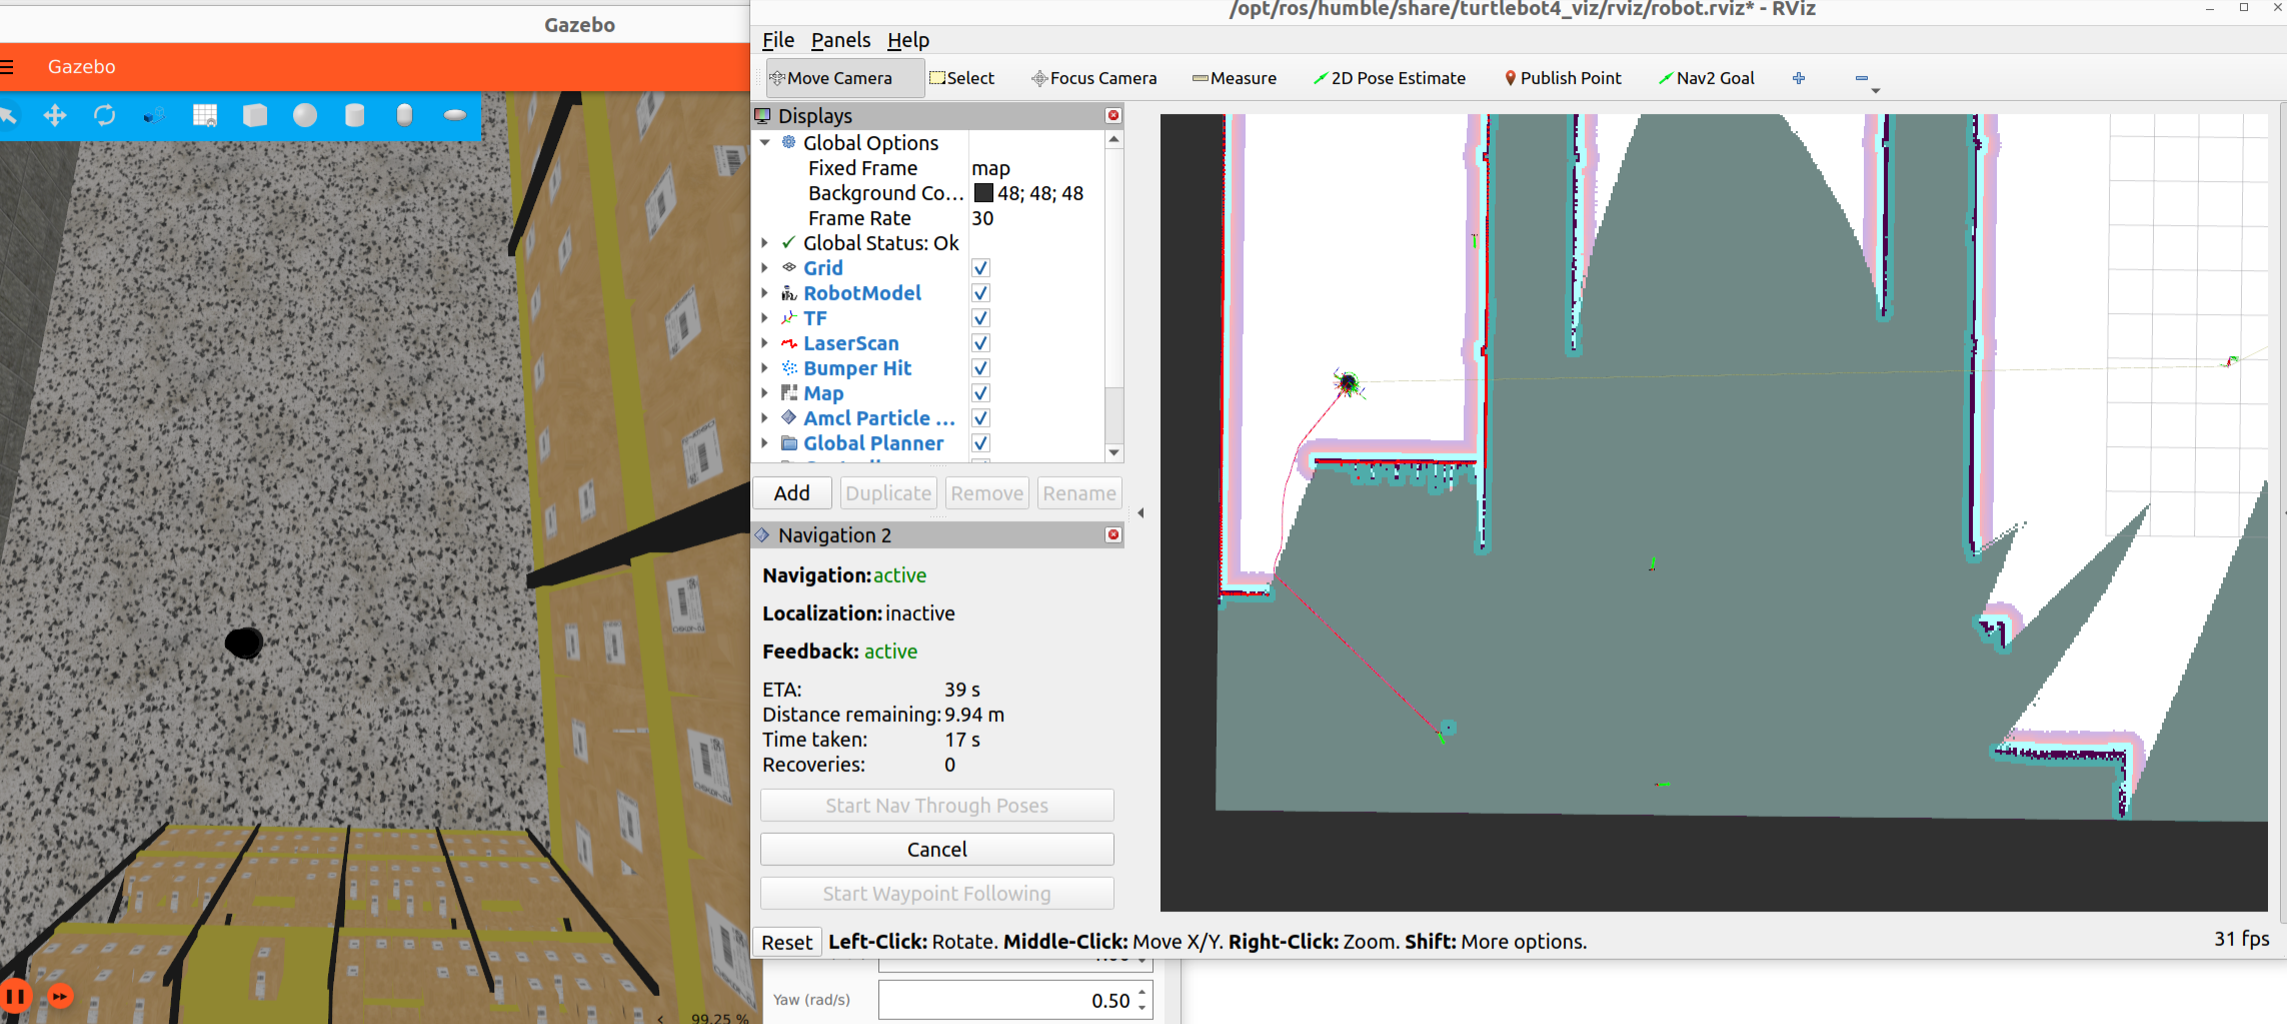 Gazebo
Gazebo
99.25 %
/opt/ros/humble/share/turtlebot4_viz/rviz/robot.rviz* - RViz
File Panels Help
Move Camera Select Focus Camera Measure 2D Pose Estimate Publish Point Nav2 Goal
Displays
Global Options
Fixed Frame map
Background Co... 48; 48; 48
Frame Rate 30
Global Status: Ok
Grid
RobotModel
TF
LaserScan
Bumper Hit
Map
Amcl Particle ...
Global Planner
Add Duplicate Remove Rename
Navigation 2
Navigation: active
Localization: inactive
Feedback: active
ETA: 39 s
Distance remaining: 9.94 m
Time taken: 17 s
Recoveries: 0
Start Nav Through Poses
Cancel
Start Waypoint Following
Reset Left-Click: Rotate. Middle-Click: Move X/Y. Right-Click: Zoom. Shift: More options. 31 fps
Yaw (rad/s) 0.50